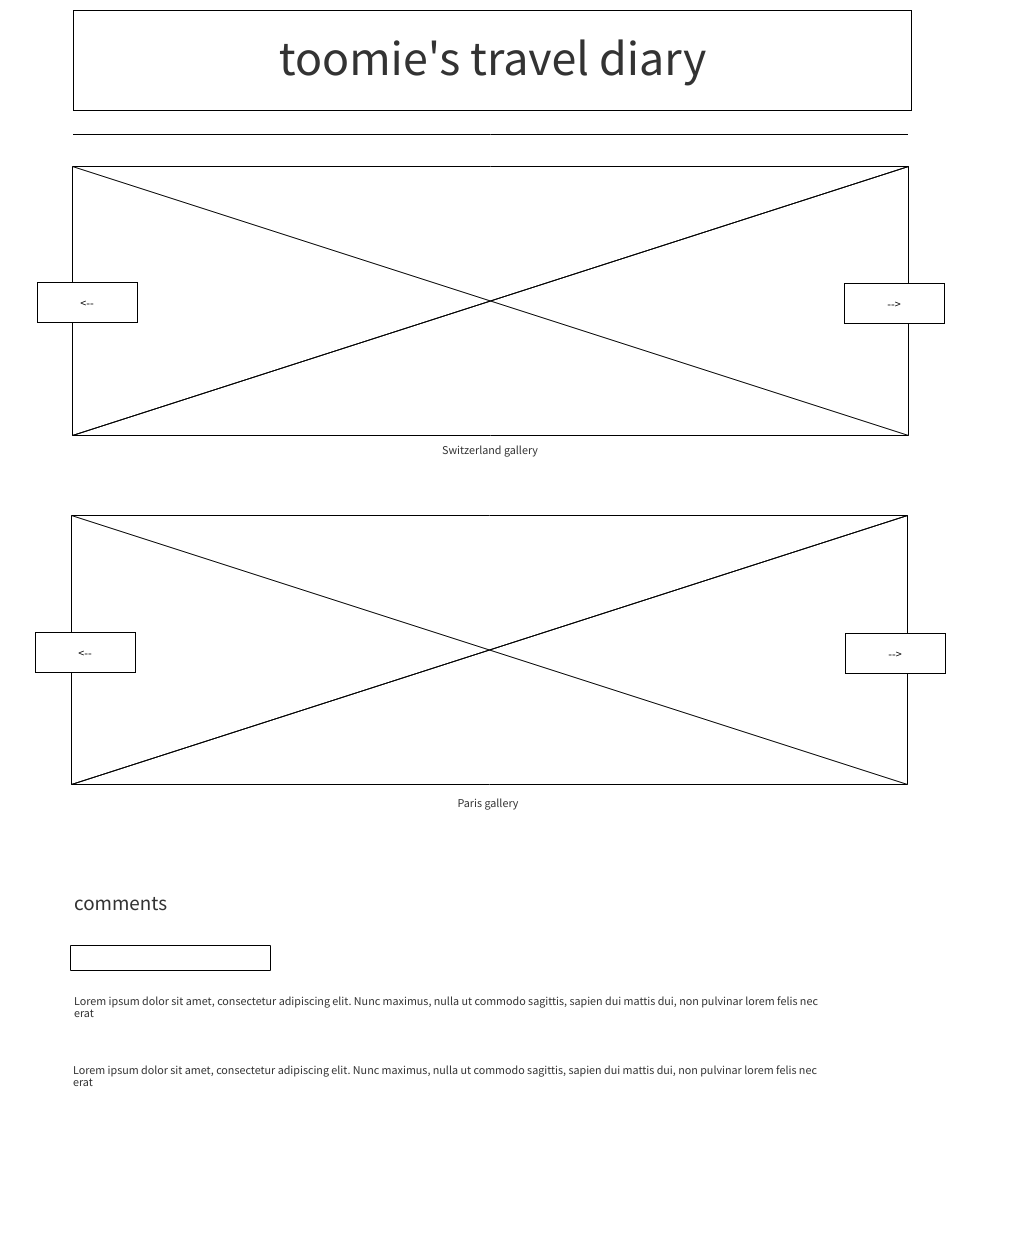 toomie's travel diary
<--
-->
Switzerland gallery
<--
-->
Paris gallery
comments
Lorem ipsum dolor sit amet, consectetur adipiscing elit. Nunc maximus, nulla ut commodo sagittis, sapien dui mattis dui, non pulvinar lorem felis nec
erat
Lorem ipsum dolor sit amet, consectetur adipiscing elit. Nunc maximus, nulla ut commodo sagittis, sapien dui mattis dui, non pulvinar lorem felis nec
erat